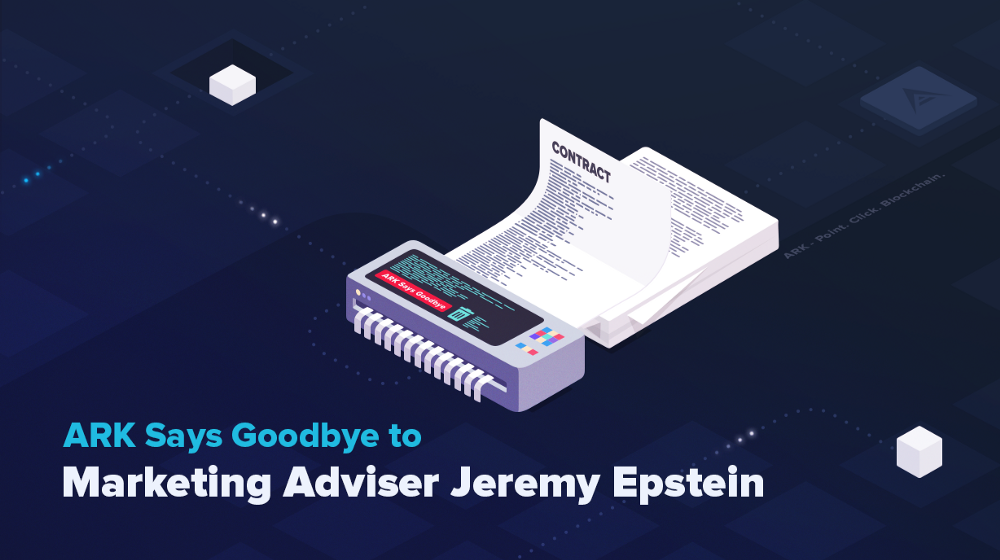 CONTRACT
ARK - Point. Click. Blockchain.
ARK Says Goodbye
ARK Says Goodbye to
Marketing Adviser Jeremy Epstein